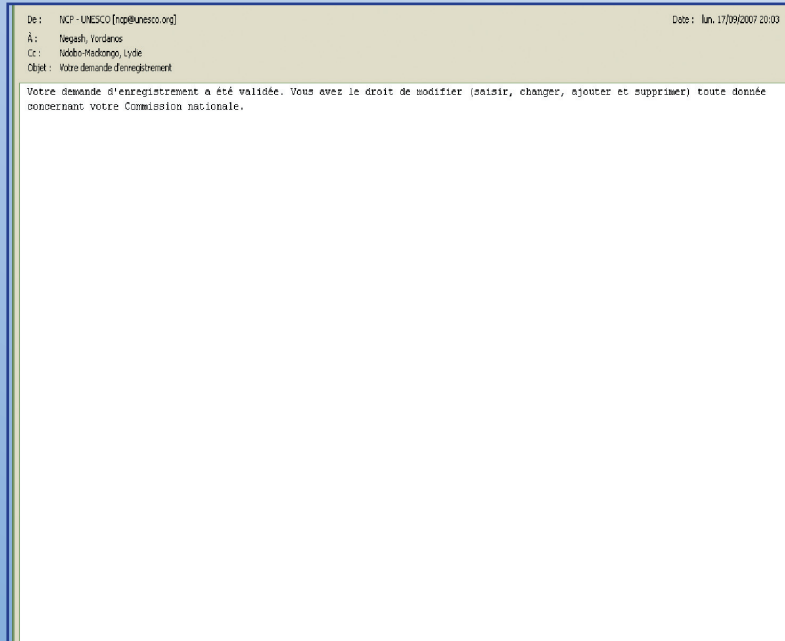 De : NCP - UNESCO [ncp@unesco.org] Date : lun. 17/09/2007 20:03
À : Negash, Yordanos
Cc : Ndobo-Mackongo, Lydie
Objet : Votre demande d'enregistrement
Votre demande d'enregistrement a été validée. Vous avez le droit de modifier (saisir, changer, ajouter et supprimer) toute donnée
concernant votre Commission nationale.